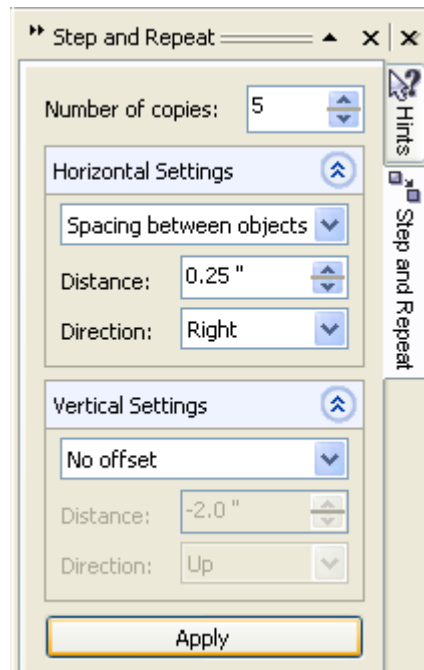 Step and Repeat
Number of copies: 5
Horizontal Settings
Spacing between objects
Distance: 0.25 "
Direction: Right
Vertical Settings
No offset
Distance: -2.0 "
Direction: Up
Apply
Hints
Step and Repeat